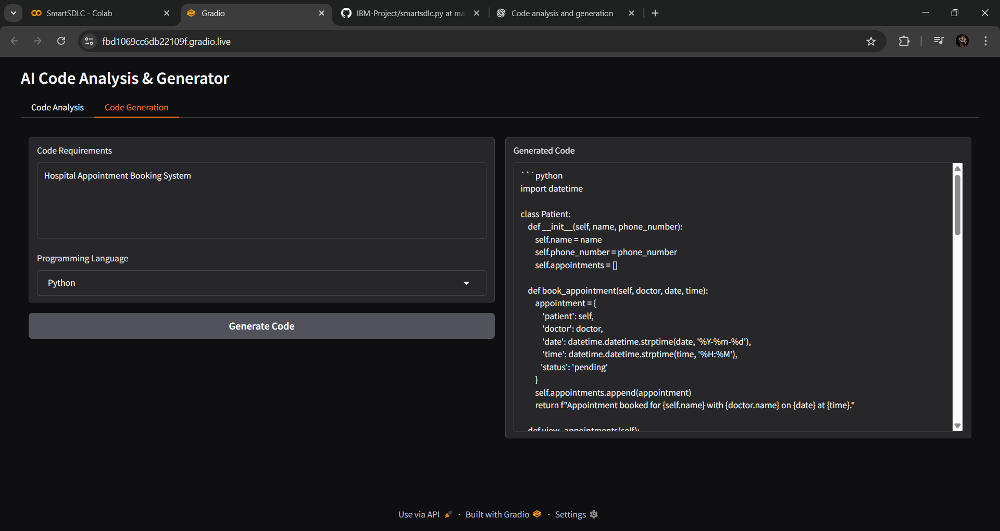 SmartSDLC - Colab
Gradio
IBM-Project/smartsdlc.py at ma
Code analysis and generation
fbd1069cc6db22109f.gradio.live
AI Code Analysis & Generator
Code Analysis
Code Generation
Code Requirements
Hospital Appointment Booking System
Programming Language
Python
Generate Code
Generated Code
```python
import datetime
class Patient:
def __init__(self, name, phone_number):
self.name = name
self.phone_number = phone_number
self.appointments = []
def book_appointment(self, doctor, date, time):
appointment = {
'patient': self,
'doctor': doctor,
'date': datetime.datetime.strptime(date, '%Y-%m-%d'),
'time': datetime.datetime.strptime(time, '%H:%M'),
'status': 'pending'
}
self.appointments.append(appointment)
return f"Appointment booked for {self.name} with {doctor.name} on {date} at {time}."
def view_appointments(self):
Use via API · Built with Gradio · Settings